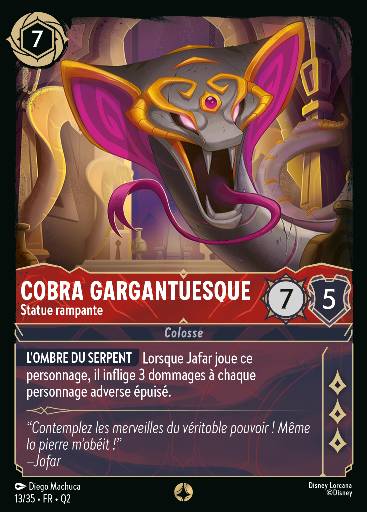 7
COBRA GARGANTUESQUE
Statue rampante
7
5
Colosse
L'OMBRE DU SERPENT Lorsque Jafar joue ce
personnage, il inflige 3 dommages à chaque
personnage adverse épuisé.
“Contemplez les merveilles du véritable pouvoir ! Même
la pierre m'obéit !”
–Jafar
Diego Machuca
13/35 • FR • Q2
Disney Lorcana
©Disney